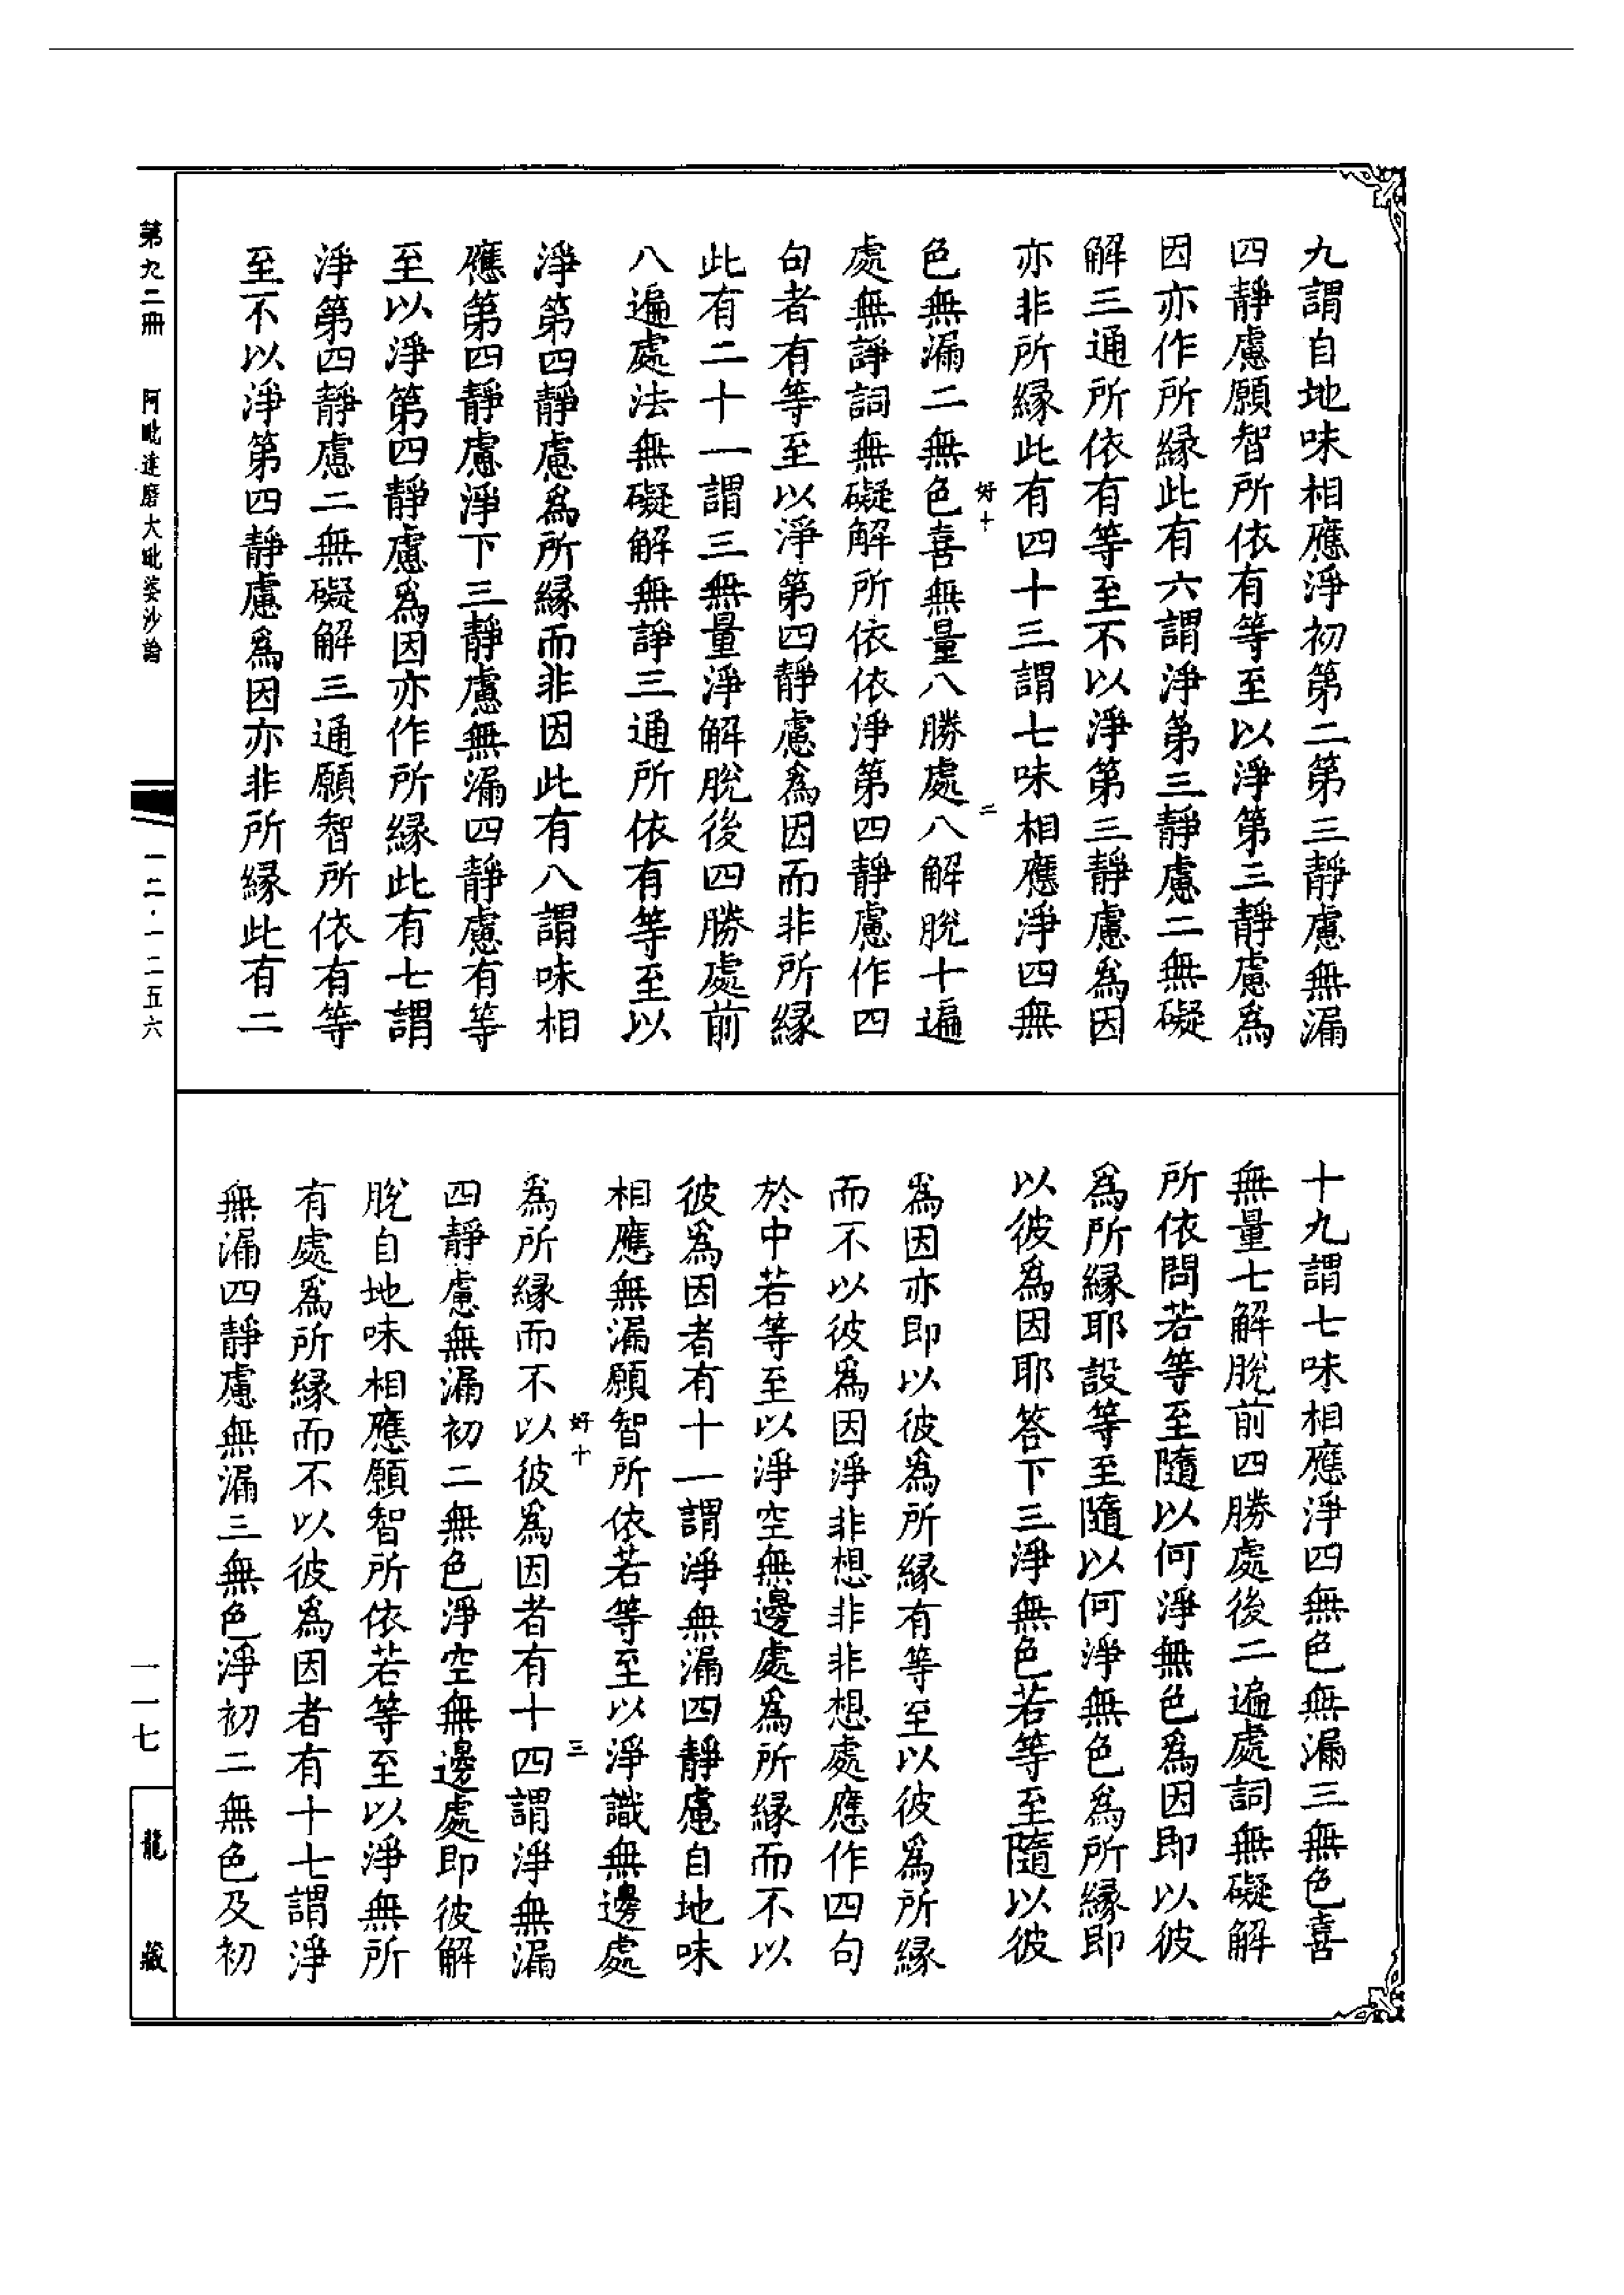 九謂自地味相應淨初第二第三靜慮無漏
四靜慮願智所依有等至以淨第三靜慮爲
因亦作所緣此有六謂淨第三靜慮二無礙
解三通所依有等至不以淨第三靜慮爲因
亦非所緣此有四十三謂七味相應淨四無
色無漏二無色喜無量八勝處八解脫十遍
處無諍詞無礙解所依依淨第四靜慮作四
句者有等至以淨第四靜慮爲因而非所緣
此有二十一謂三無量淨解脫後四勝處前
八遍處法無礙解無諍三通所依有等至以
淨第四靜慮爲所緣而非因此有八謂味相
應第四靜慮淨下三靜慮無漏四靜慮有等
至以淨第四靜慮爲因亦作所緣此有七謂
淨第四靜慮二無礙解三通願智所依有等
至不以淨第四靜慮爲因亦非所緣此有二
好十
二
十九謂七味相應淨四無色無漏三無色喜
無量七解脫前四勝處後二遍處詞無礙解
所依問若等至隨以何淨無色爲因即以彼
爲所緣耶設等至隨以何淨無色爲所緣即
以彼爲因耶答下三淨無色若等至隨以彼
爲因亦即以彼爲所緣有等至以彼爲所緣
而不以彼爲因淨非想非非想處應作四句
於中若等至以淨空無邊處爲所緣而不以
彼爲因者有十一謂淨無漏四靜慮自地味
相應無漏願智所依若等至以淨識無邊處
爲所緣而不以彼爲因者有十四謂淨無漏
四靜慮無漏初二無色淨空無邊處即彼解
脫自地味相應願智所依若等至以淨無所
有處爲所緣而不以彼爲因者有十七謂淨
無漏四靜慮無漏三無色淨初二無色及初
好十
三
第九二冊
阿毗達磨大毗婆沙論
一二·一二五六
一一七
龍藏